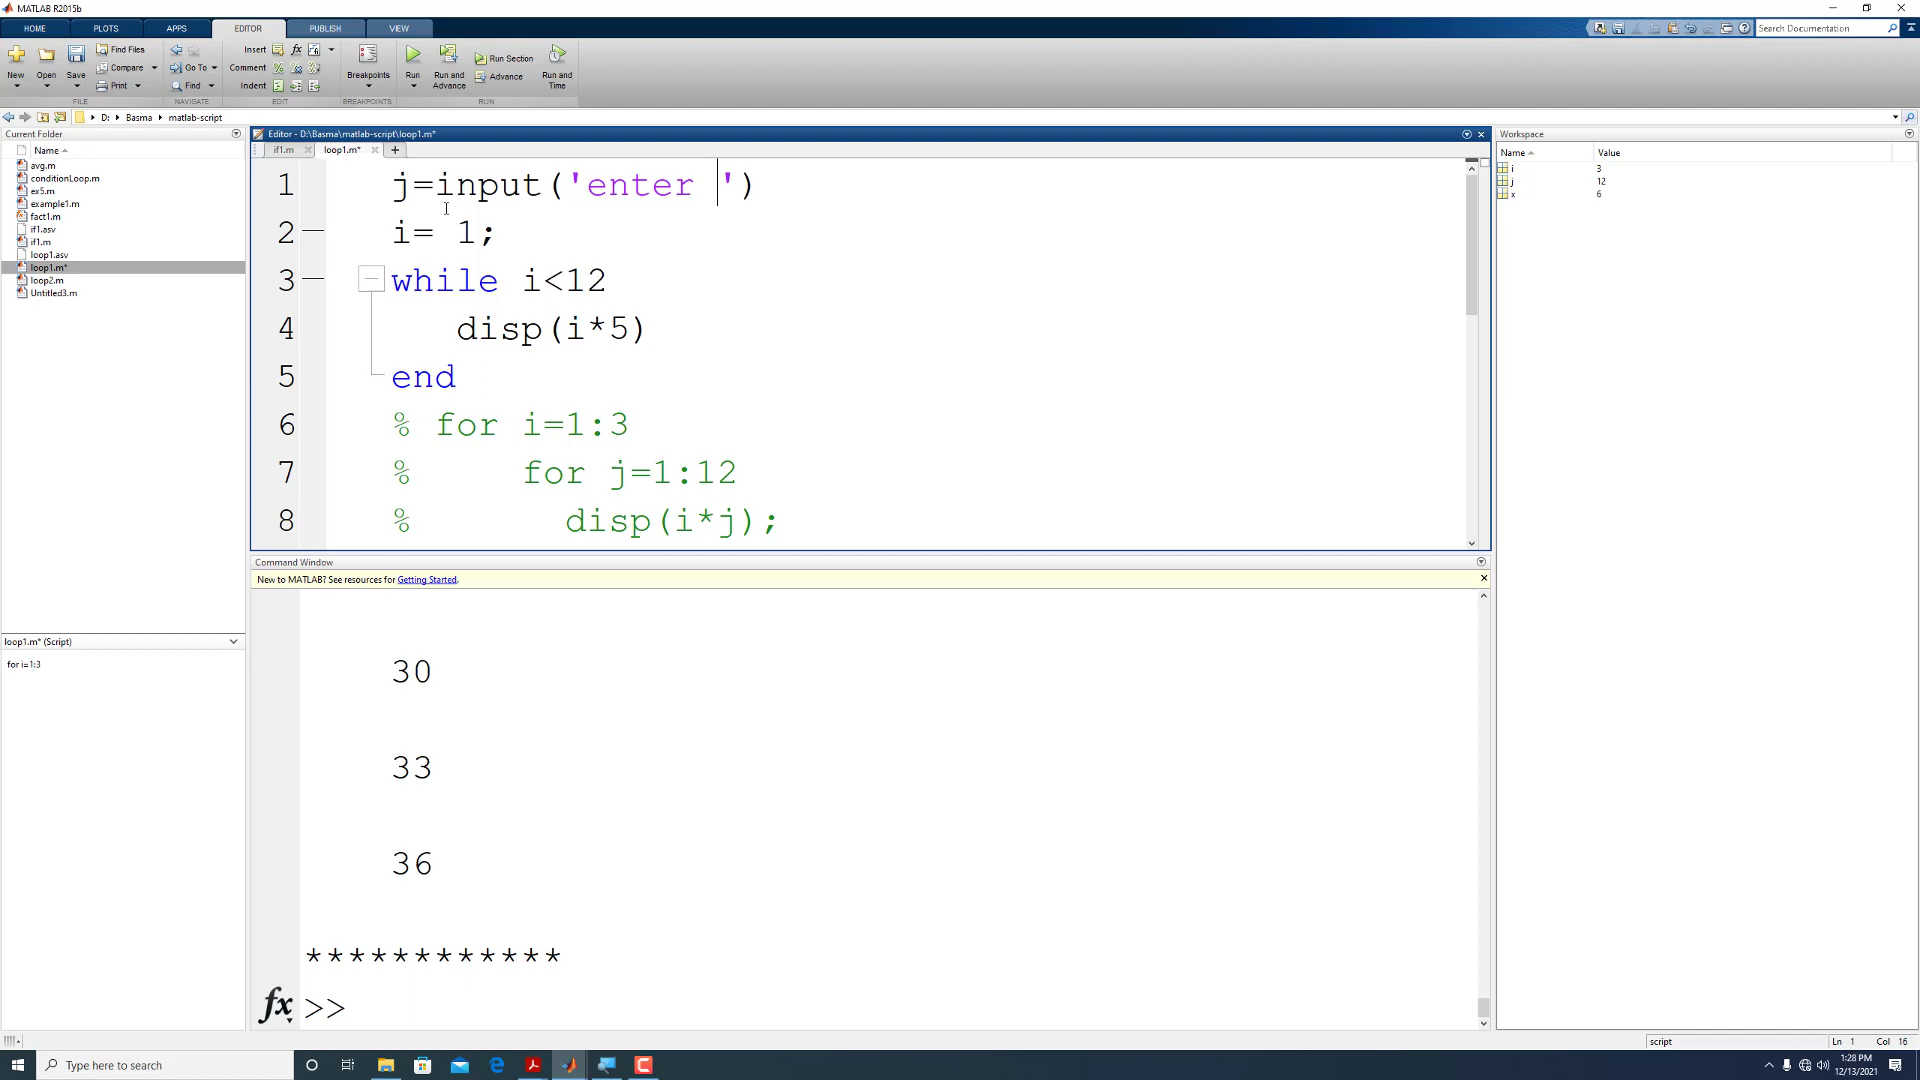 MATLAB R2015b
HOME PLOTS APPS EDITOR PUBLISH VIEW
Search Documentation
New Open Save Find Files Compare Print
Go To Find
Insert fx Comment % Indent
Breakpoints Run Run and Advance Run Section Advance Run and Time
FILE NAVIGATE EDIT BREAKPOINTS RUN
D: Basma matlab-script
Current Folder
Name
avg.m
conditionLoop.m
ex5.m
example1.m
fact1.m
if1.asv
if1.m
loop1.asv
loop1.m*
loop2.m
Untitled3.m
loop1.m* (Script)
for i=1:3
Editor - D:\Basma\matlab-script\loop1.m*
if1.m loop1.m* +
1 j=input('enter ')
2 i= 1;
3 while i<12
4 disp(i*5)
5 end
6 % for i=1:3
7 % for j=1:12
8 % disp(i*j);
Command Window
New to MATLAB? See resources for Getting Started.
30
33
36
************
fx >>
Workspace
Name Value
i 3
j 12
x 6
script Ln 1 Col 16
Type here to search
1:28 PM
12/13/2021